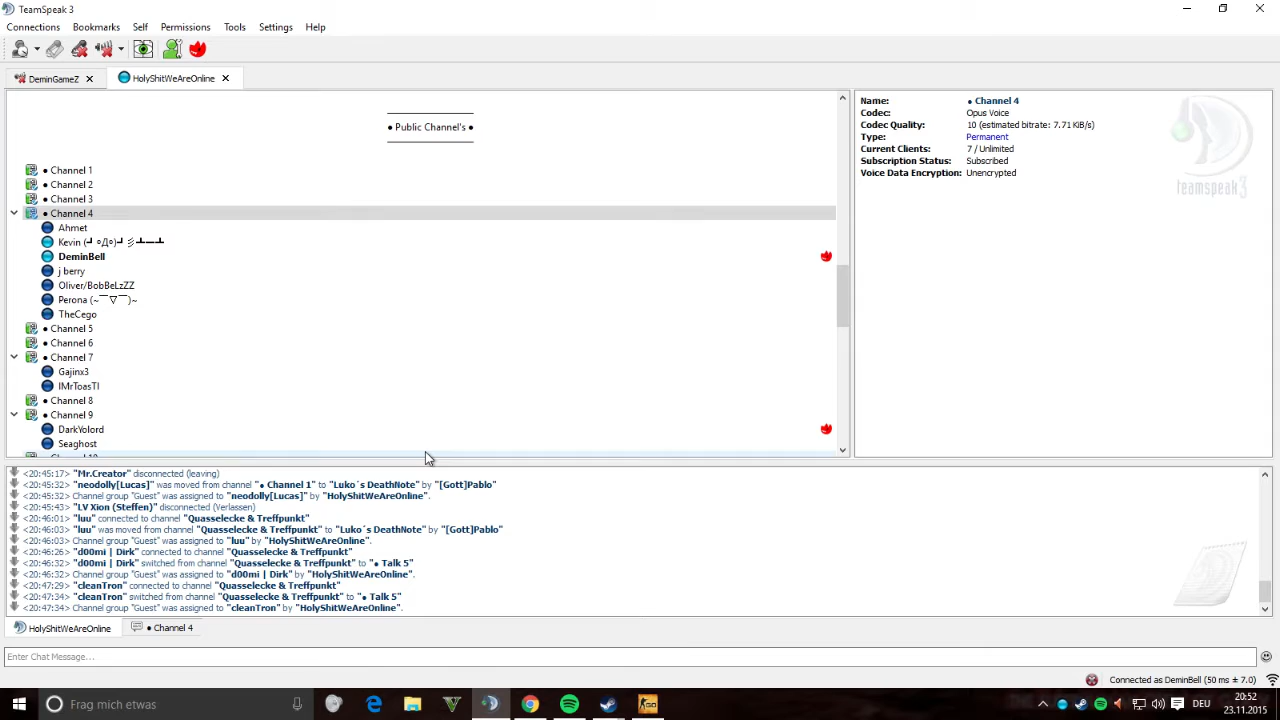 TeamSpeak 3
Connections Bookmarks Self Permissions Tools Settings Help
DeminGameZ HolyShitWeAreOnline
● Public Channel's ●
● Channel 1
● Channel 2
● Channel 3
● Channel 4
Ahmet
Kevin (┛ಠДಠ)┛彡┻━┻
DeminBell
j berry
Oliver/BobBeLzZZ
Perona (~￣▽￣)~
TheCego
● Channel 5
● Channel 6
● Channel 7
Gajinx3
IMrToasTI
● Channel 8
● Channel 9
DarkYolord
Seaghost
Name: ● Channel 4
Codec: Opus Voice
Codec Quality: 10 (estimated bitrate: 7.71 KiB/s)
Type: Permanent
Current Clients: 7 / Unlimited
Subscription Status: Subscribed
Voice Data Encryption: Unencrypted
teamspeak3
<20:45:17> "Mr.Creator" disconnected (leaving)
<20:45:32> "neodolly[Lucas]" was moved from channel "● Channel 1" to "Luko´s DeathNote" by "[Gott]Pablo"
<20:45:32> Channel group "Guest" was assigned to "neodolly[Lucas]" by "HolyShitWeAreOnline".
<20:45:43> "LV Xion (Steffen)" disconnected (Verlassen)
<20:46:01> "luu" connected to channel "Quasselecke & Treffpunkt"
<20:46:03> "luu" was moved from channel "Quasselecke & Treffpunkt" to "Luko´s DeathNote" by "[Gott]Pablo"
<20:46:03> Channel group "Guest" was assigned to "luu" by "HolyShitWeAreOnline".
<20:46:26> "d00mi | Dirk" connected to channel "Quasselecke & Treffpunkt"
<20:46:32> "d00mi | Dirk" switched from channel "Quasselecke & Treffpunkt" to "● Talk 5"
<20:46:32> Channel group "Guest" was assigned to "d00mi | Dirk" by "HolyShitWeAreOnline".
<20:47:29> "cleanTron" connected to channel "Quasselecke & Treffpunkt"
<20:47:34> "cleanTron" switched from channel "Quasselecke & Treffpunkt" to "● Talk 5"
<20:47:34> Channel group "Guest" was assigned to "cleanTron" by "HolyShitWeAreOnline".
HolyShitWeAreOnline ● Channel 4
Enter Chat Message...
Connected as DeminBell (50 ms ± 7.0)
Frag mich etwas
GO
DEU
20:52
23.11.2015